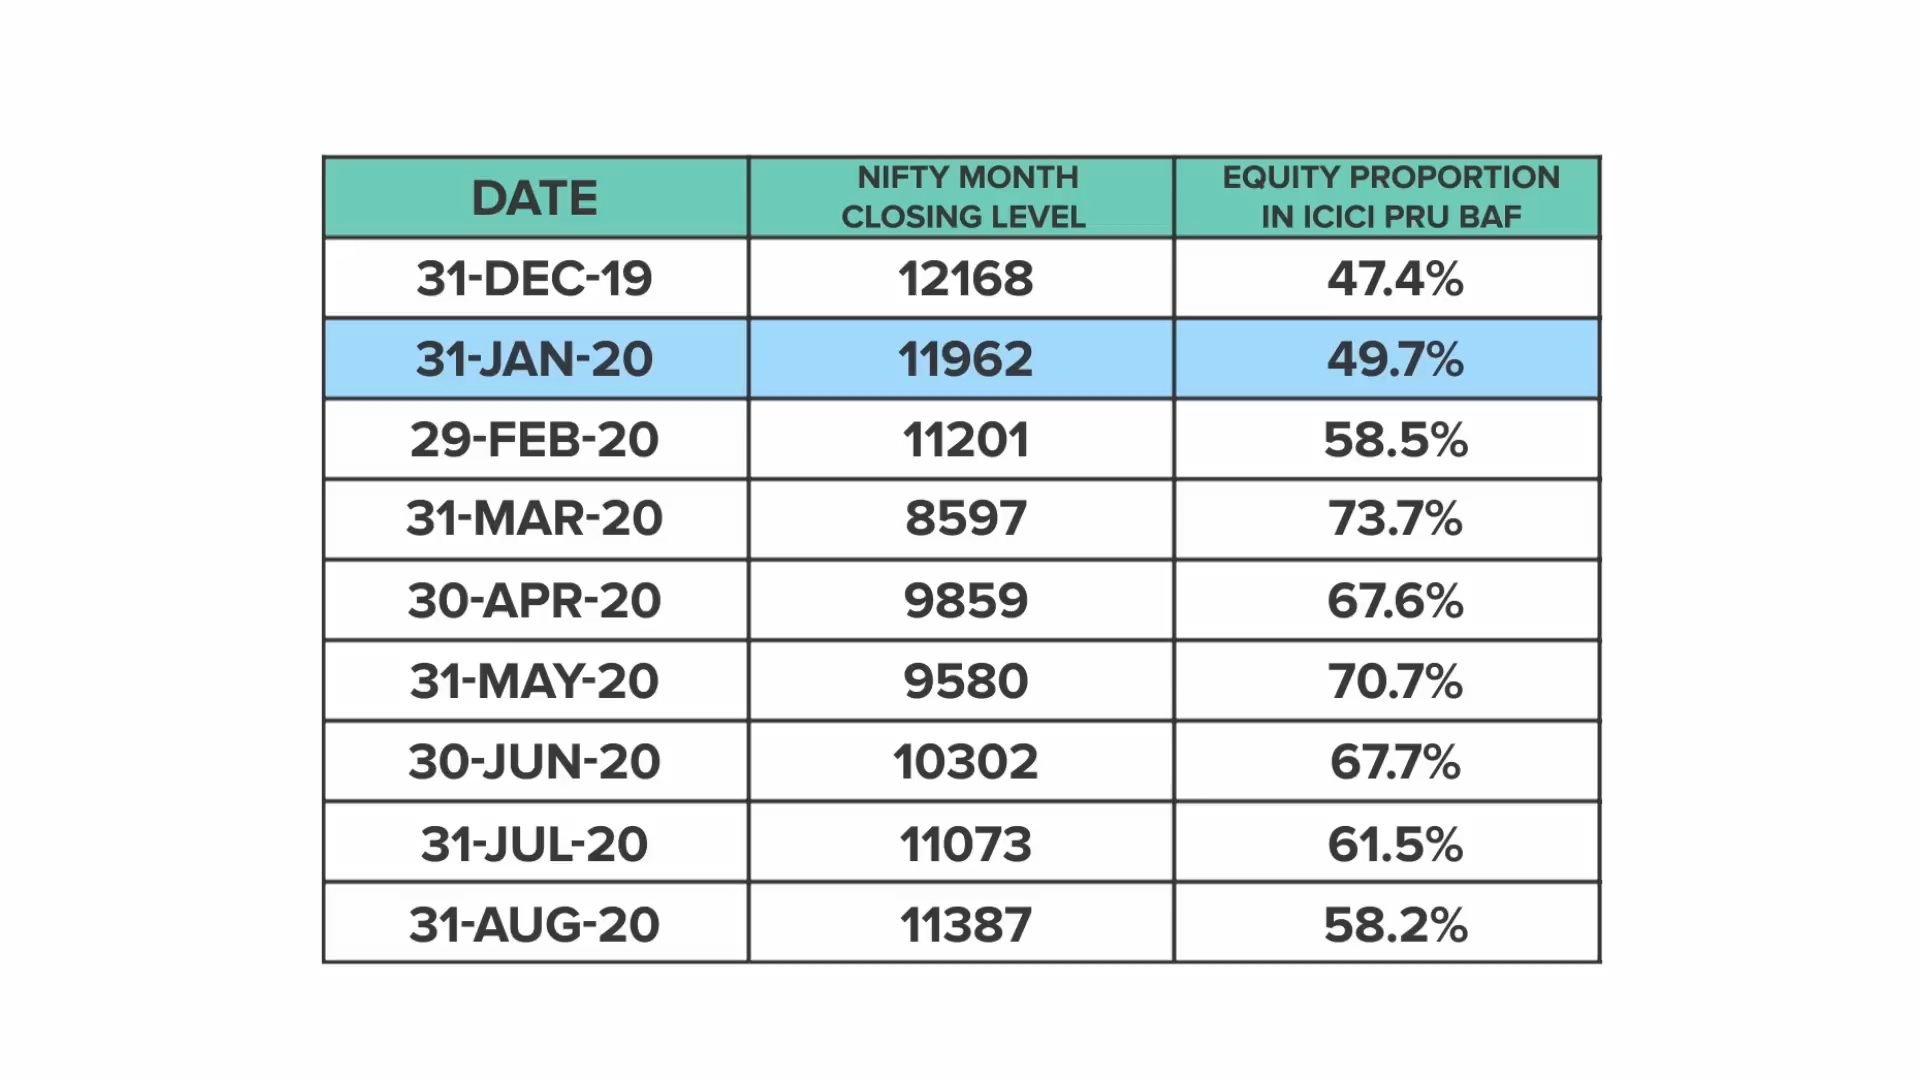 DATE
NIFTY MONTH
CLOSING LEVEL
EQUITY PROPORTION
IN ICICI PRU BAF
31-DEC-19 12168 47.4%
31-JAN-20 11962 49.7%
29-FEB-20 11201 58.5%
31-MAR-20 8597 73.7%
30-APR-20 9859 67.6%
31-MAY-20 9580 70.7%
30-JUN-20 10302 67.7%
31-JUL-20 11073 61.5%
31-AUG-20 11387 58.2%